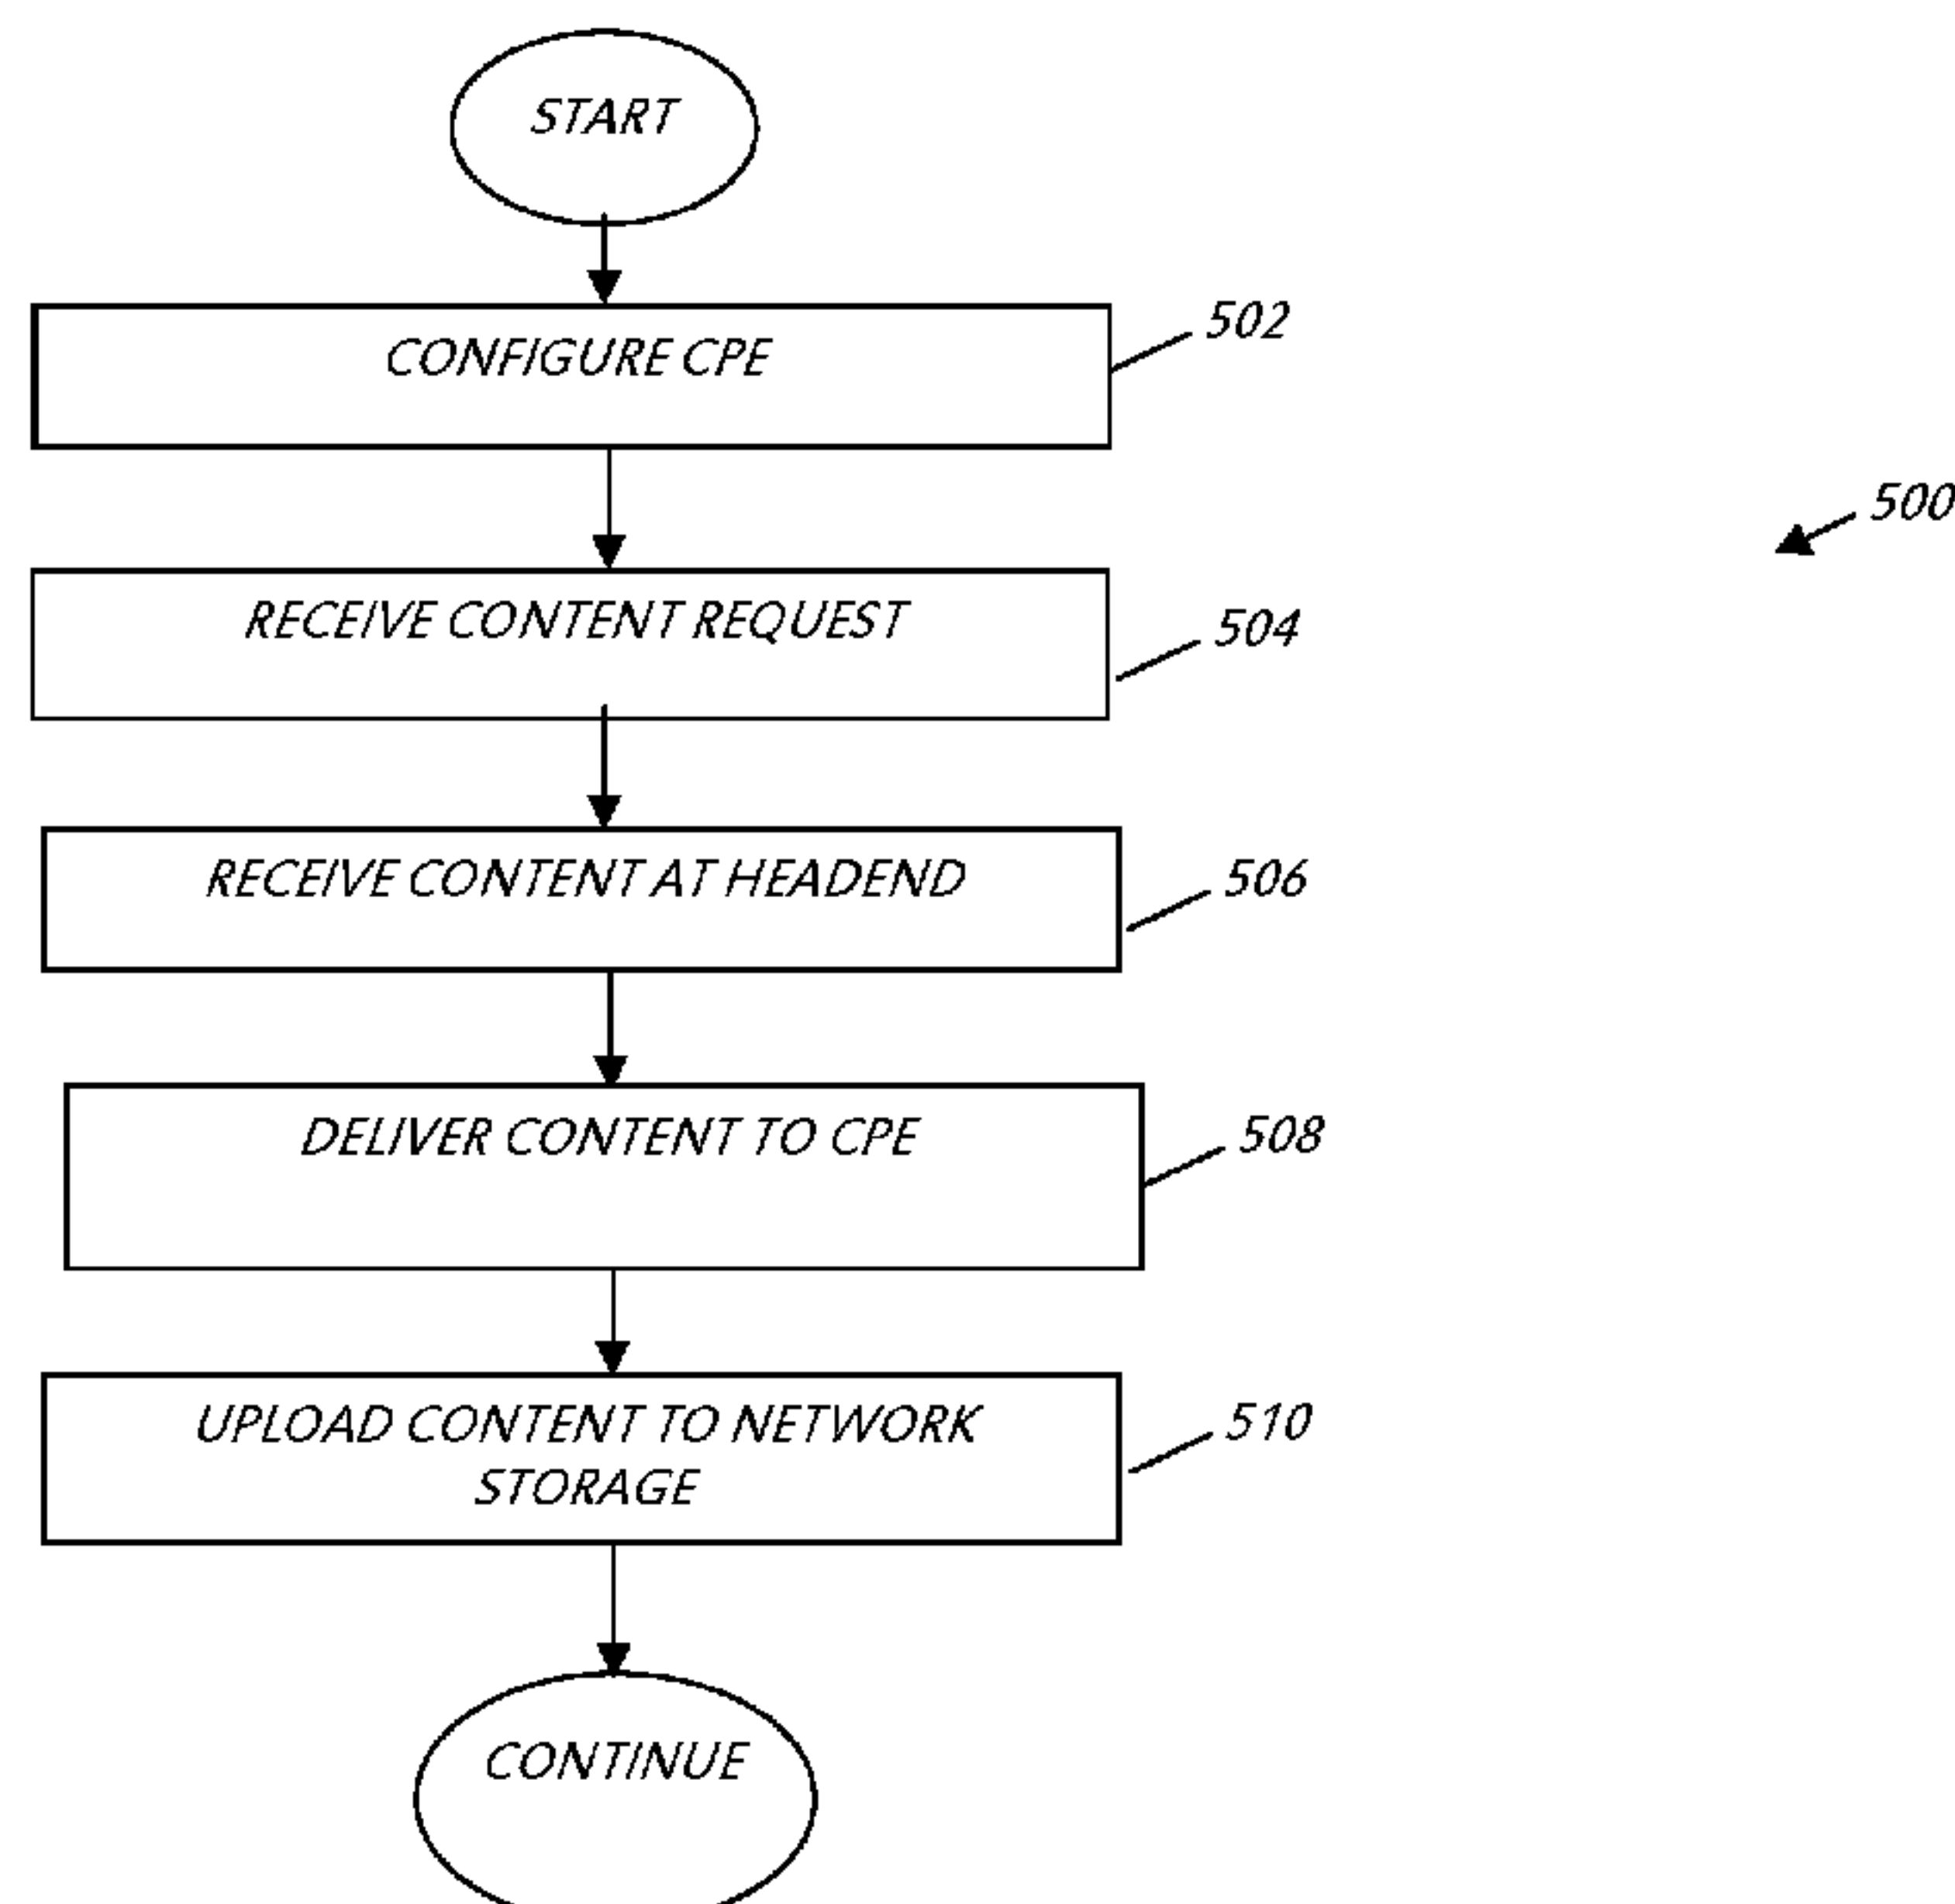 START
CONFIGURE CPE
502
500
RECEIVE CONTENT REQUEST
504
RECEIVE CONTENT AT HEADEND
506
DELIVER CONTENT TO CPE
508
UPLOAD CONTENT TO NETWORK
STORAGE
510
CONTINUE